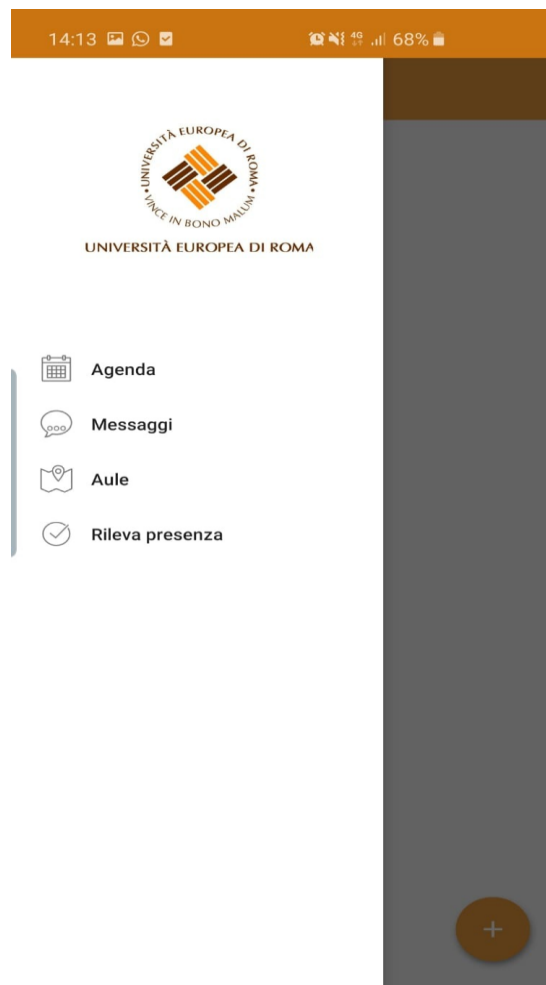 14:13
4G
68%
UNIVERSITÀ EUROPEA DI ROMA
VINCE IN BONO MALUM
UNIVERSITÀ EUROPEA DI ROMA
Agenda
Messaggi
Aule
Rileva presenza
+